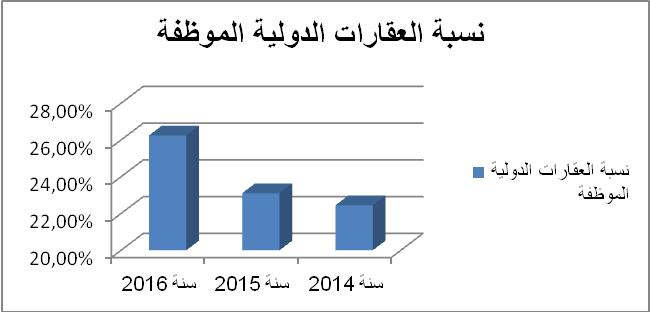 نسبة العقارات الدولية الموظفة
28,00%
26,00%
24,00%
22,00%
20,00%
سنة 2014
سنة 2015
سنة 2016
نسبة العقارات الدولية
الموظفة